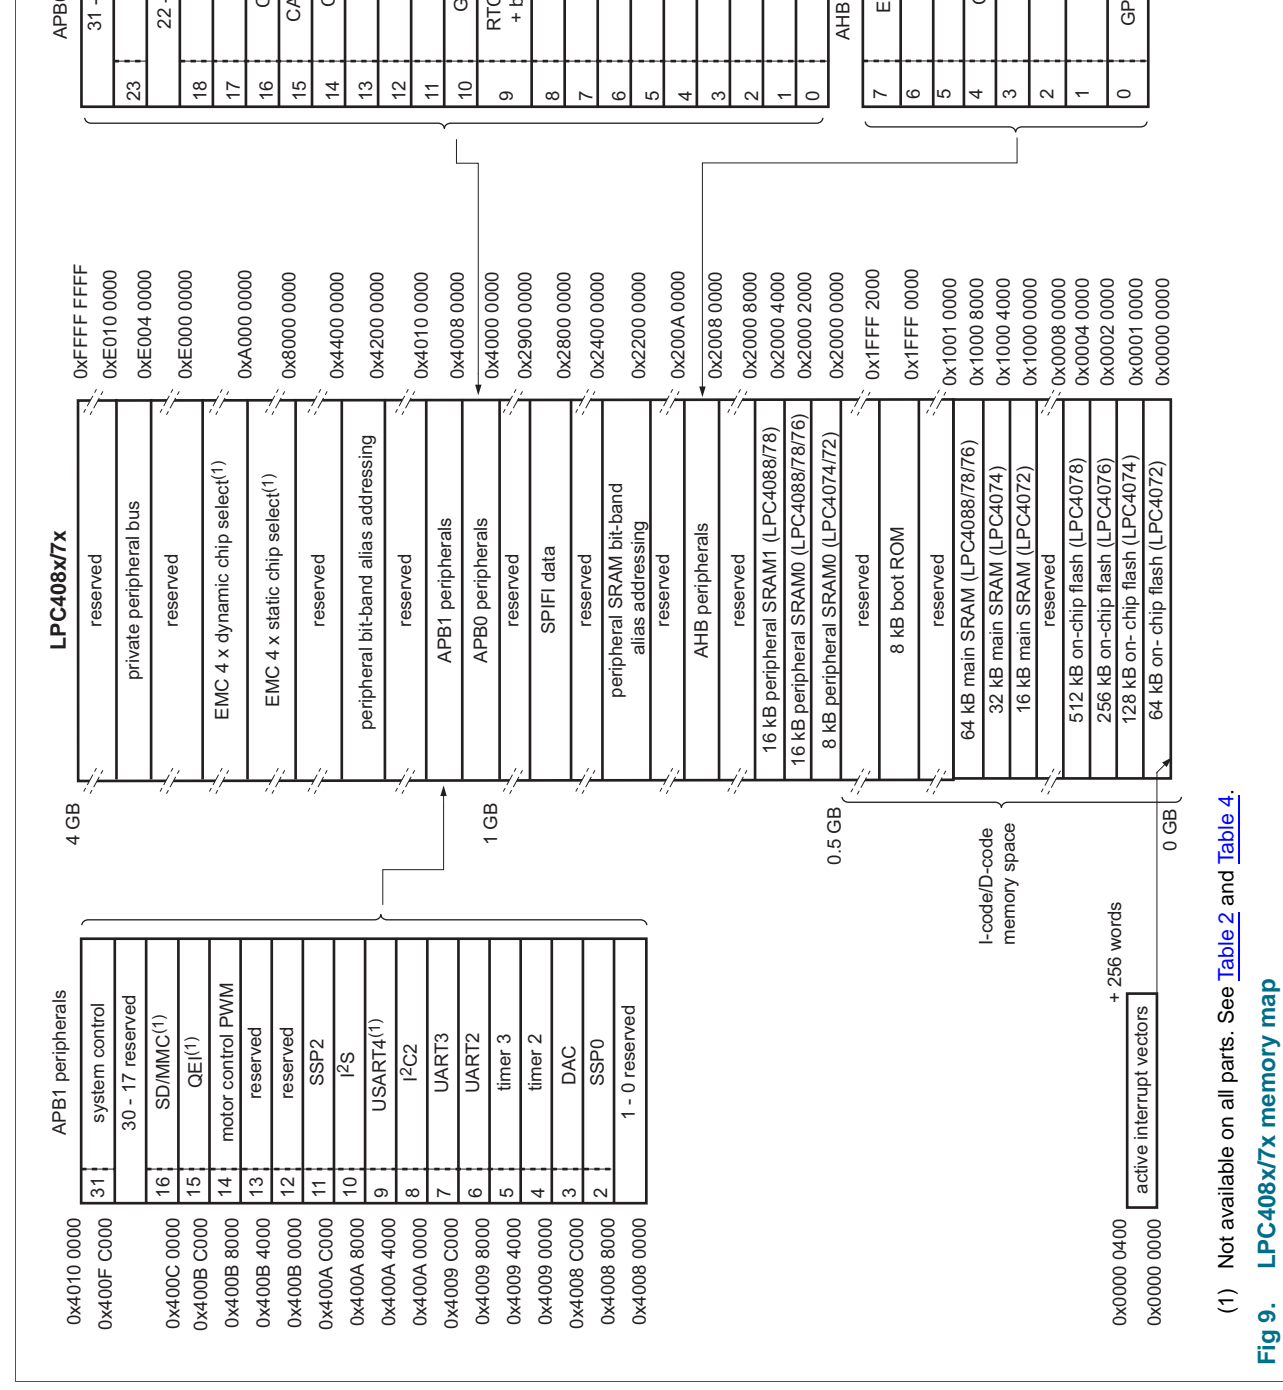 LPC408x/7x
APB1 peripherals
0x4010 0000
31 system control
0x400F C000
30 - 17 reserved
0x400C 0000
16 SD/MMC(1)
0x400B C000
15 QEI(1)
0x400B 8000
14 motor control PWM
0x400B 4000
13 reserved
0x400B 0000
12 reserved
0x400A C000
11 SSP2
0x400A 8000
10 I2S
0x400A 4000
9 USART4(1)
0x400A 0000
8 I2C2
0x4009 C000
7 UART3
0x4009 8000
6 UART2
0x4009 4000
5 timer 3
0x4009 0000
4 timer 2
0x4008 C000
3 DAC
0x4008 8000
2 SSP0
1 - 0 reserved
0x4008 0000
0x0000 0400
+ 256 words
active interrupt vectors
0x0000 0000
I-code/D-code
memory space
4 GB
1 GB
0.5 GB
0 GB
0xFFFF FFFF
reserved
0xE010 0000
private peripheral bus
0xE004 0000
reserved
0xE000 0000
EMC 4 x dynamic chip select(1)
0xA000 0000
EMC 4 x static chip select(1)
0x8000 0000
reserved
0x4400 0000
peripheral bit-band alias addressing
0x4200 0000
reserved
0x4010 0000
APB1 peripherals
0x4008 0000
APB0 peripherals
0x4000 0000
reserved
0x2900 0000
SPIFI data
0x2800 0000
reserved
0x2400 0000
peripheral SRAM bit-band
alias addressing
0x2200 0000
reserved
0x200A 0000
AHB peripherals
0x2008 0000
reserved
0x2000 8000
16 kB peripheral SRAM1 (LPC4088/78)
0x2000 4000
16 kB peripheral SRAM0 (LPC4088/78/76)
0x2000 2000
8 kB peripheral SRAM0 (LPC4074/72)
0x2000 0000
reserved
0x1FFF 2000
8 kB boot ROM
0x1FFF 0000
reserved
0x1001 0000
64 kB main SRAM (LPC4088/78/76)
0x1000 8000
32 kB main SRAM (LPC4074)
0x1000 4000
16 kB main SRAM (LPC4072)
0x1000 0000
reserved
0x0008 0000
512 kB on-chip flash (LPC4078)
0x0004 0000
256 kB on-chip flash (LPC4076)
0x0002 0000
128 kB on- chip flash (LPC4074)
0x0001 0000
64 kB on- chip flash (LPC4072)
0x0000 0000
31 -
23
22 -
18
17
16
15 CA
14
13
12
11
10 G
9 RTC
+ b
8
7
6
5
4
3
2
1
0
AHB
7 E
6
5
4
3
2
1
0 GP
(1) Not available on all parts. See Table 2 and Table 4.
Fig 9. LPC408x/7x memory map